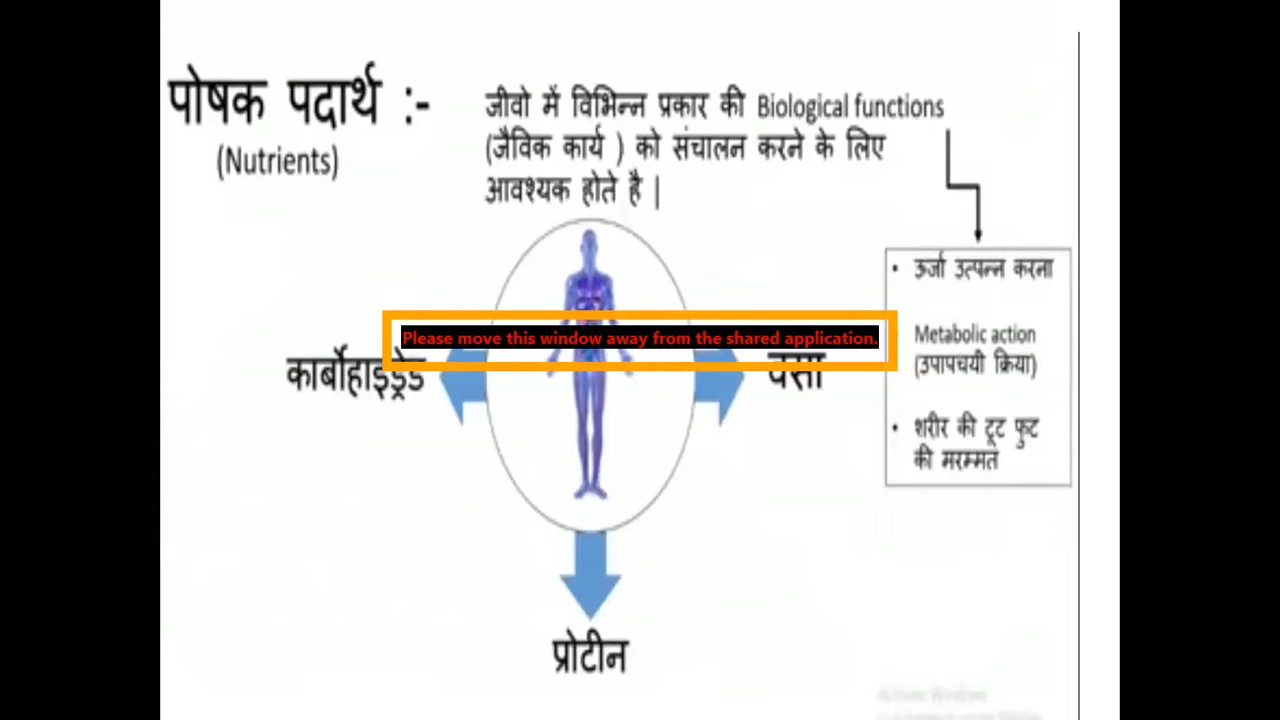 पोषक पदार्थ :-
(Nutrients)
जीवो में विभिन्न प्रकार की Biological functions
(जैविक कार्य ) को संचालन करने के लिए
आवश्यक होते है |
• ऊर्जा उत्पन्न करना
Metabolic action
(उपापचयी क्रिया)
• शरीर की टूट फुट
की मरम्मत
Please move this window away from the shared application.
कार्बोहाइड्रेड
वसा
प्रोटीन